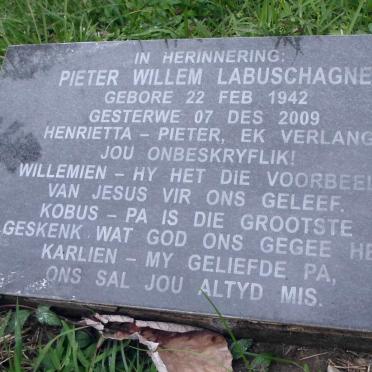 IN HERINNERING:
PIETER WILLEM LABUSCHAGNE
GEBORE 22 FEB 1942
GESTERWE 07 DES 2009
HENRIETTA – PIETER, EK VERLANG
JOU ONBESKRYFLIK!
WILLEMIEN – HY HET DIE VOORBEEL
VAN JESUS VIR ONS GELEEF.
KOBUS – PA IS DIE GROOTSTE
GESKENK WAT GOD ONS GEGEE HE
KARLIEN – MY GELIEFDE PA,
ONS SAL JOU ALTYD MIS.